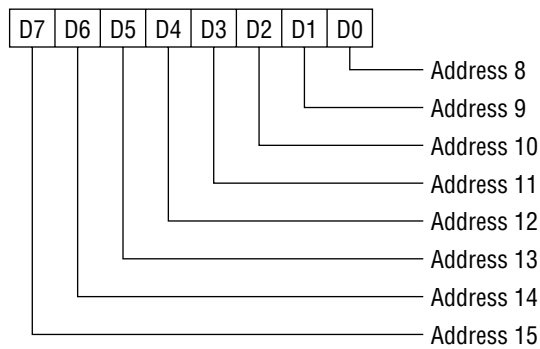 D7 D6 D5 D4 D3 D2 D1 D0
Address 8
Address 9
Address 10
Address 11
Address 12
Address 13
Address 14
Address 15